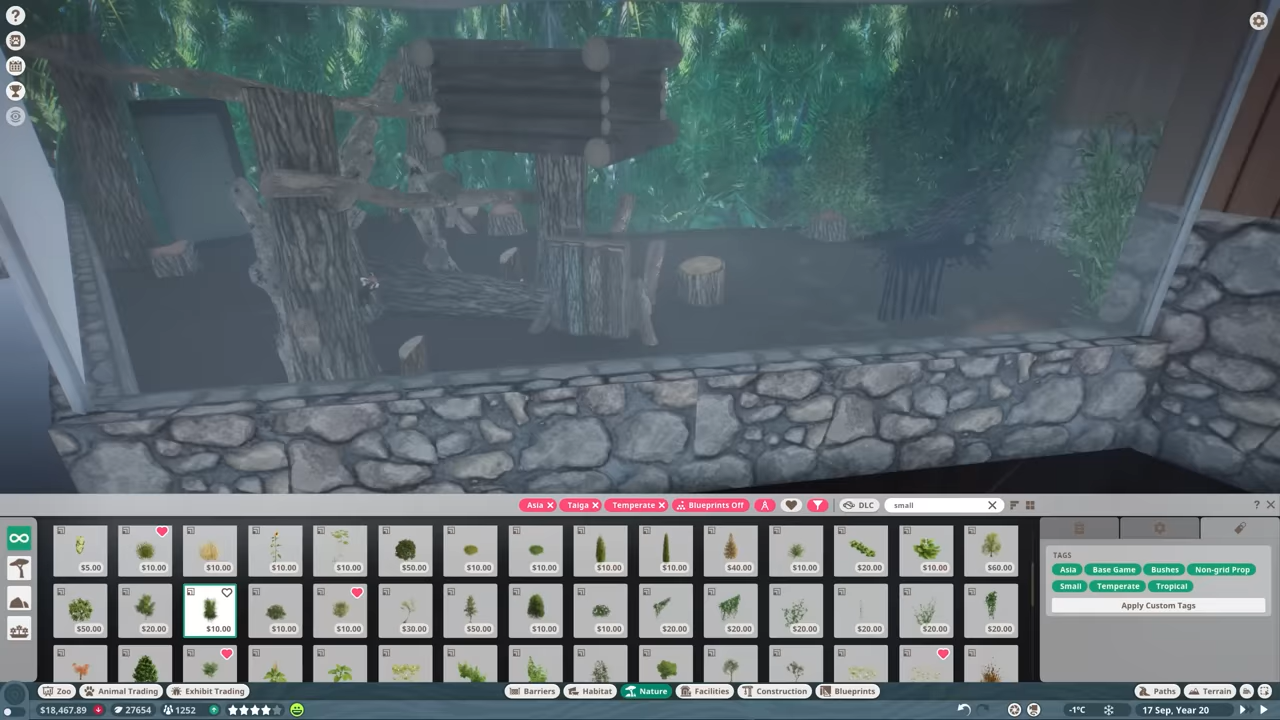 Asia Taiga Temperate Blueprints Off DLC small
$5.00 $10.00 $10.00 $10.00 $10.00 $50.00 $10.00 $10.00 $10.00 $10.00 $40.00 $10.00 $20.00 $10.00 $60.00
TAGS
Asia Base Game Bushes Non-grid Prop
Small Temperate Tropical
Apply Custom Tags
$50.00 $20.00 $10.00 $10.00 $10.00 $30.00 $50.00 $10.00 $10.00 $20.00 $20.00 $20.00 $20.00 $20.00 $20.00
Zoo Animal Trading Exhibit Trading Barriers Habitat Nature Facilities Construction Blueprints Paths Terrain
$18,467.89 27654 1252 -1°C 17 Sep, Year 20